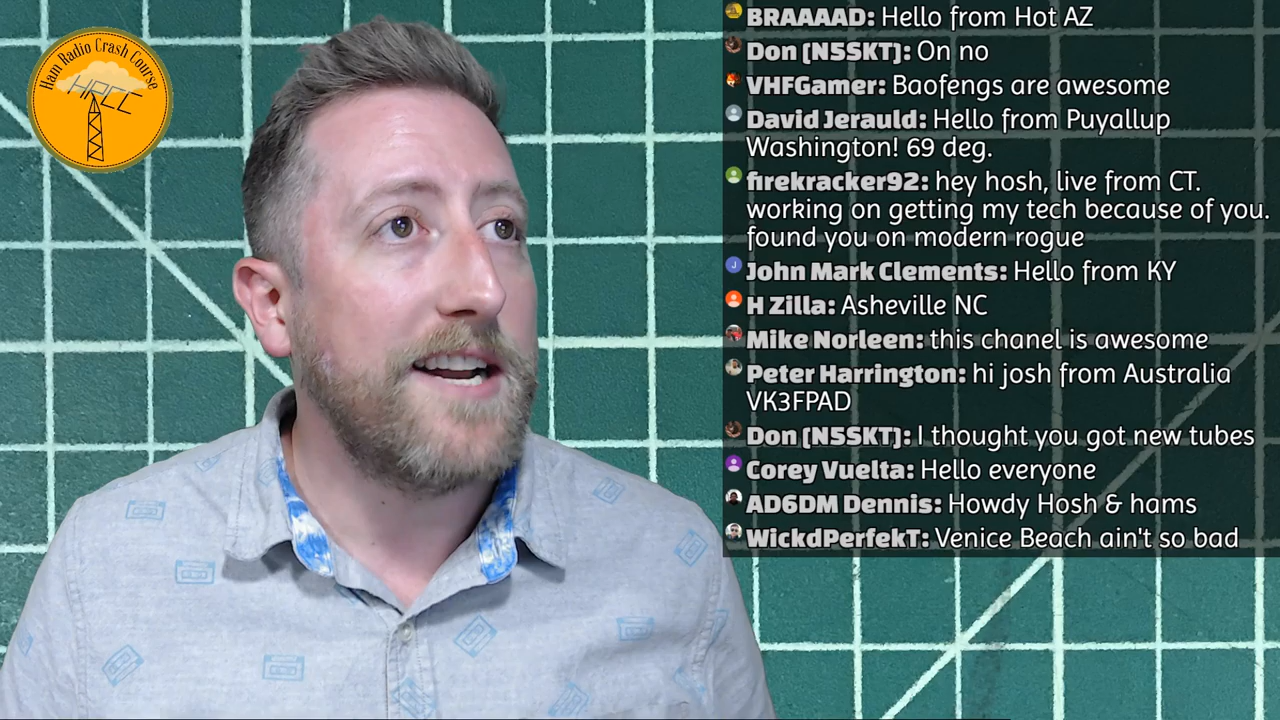 Ham Radio Crash Course
HRCC
BRAAAAD: Hello from Hot AZ
Don (N5SKT): On no
VHFGamer: Baofengs are awesome
David Jerauld: Hello from Puyallup
Washington! 69 deg.
firekracker92: hey hosh, live from CT.
working on getting my tech because of you.
found you on modern rogue
J
John Mark Clements: Hello from KY
H Zilla: Asheville NC
Mike Norleen: this chanel is awesome
Peter Harrington: hi josh from Australia
VK3FPAD
Don (N5SKT): I thought you got new tubes
Corey Vuelta: Hello everyone
AD6DM Dennis: Howdy Hosh & hams
WickdPerfekT: Venice Beach ain't so bad